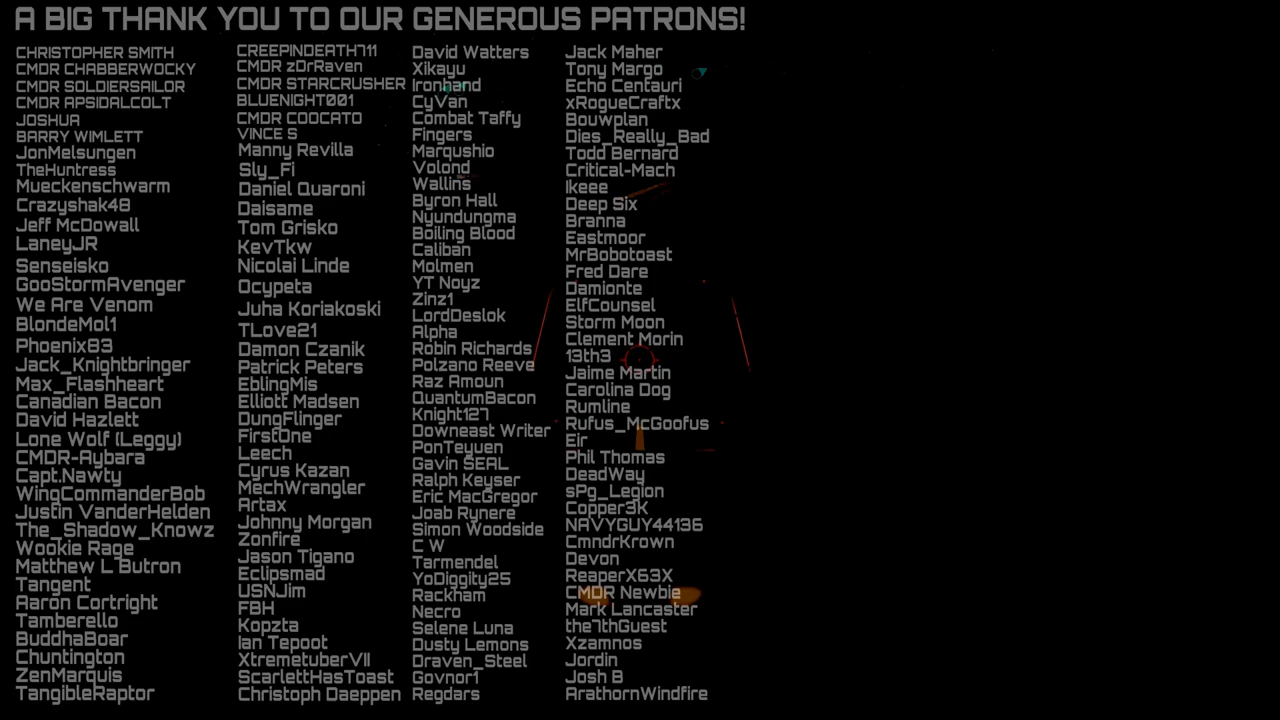 A BIG THANK YOU TO OUR GENEROUS PATRONS!
CHRISTOPHER SMITH
CMDR CHABBERWOCKY
CMDR SOLDIERSAILOR
CMDR APSIDALCOLT
JOSHUA
BARRY WIMLETT
JonMelsungen
TheHuntress
Mueckenschwarm
Crazyshak48
Jeff McDowall
LaneyJR
Senseisko
GooStormAvenger
We Are Venom
BlondeMol1
Phoenix83
Jack_Knightbringer
Max_Flashheart
Canadian Bacon
David Hazlett
Lone Wolf (Leggy)
CMDR-Aybara
Capt.Nawty
WingCommanderBob
Justin VanderHelden
The_Shadow_Knowz
Wookie Rage
Matthew L Butron
Tangent
Aaron Cortright
Tamberello
BuddhaBoar
Chuntington
ZenMarquis
TangibleRaptor
CREEPINDEATH711
CMDR zDrRaven
CMDR STARCRUSHER
BLUENIGHT001
CMDR COOCATO
VINCE S
Manny Revilla
Sly_Fi
Daniel Quaroni
Daisame
Tom Grisko
KevTkw
Nicolai Linde
Ocypeta
Juha Koriakoski
TLove21
Damon Czanik
Patrick Peters
EblingMis
Elliott Madsen
DungFlinger
FirstOne
Leech
Cyrus Kazan
MechWrangler
Artax
Johnny Morgan
Zonfire
Jason Tigano
Eclipsmad
USNJim
FBH
Kopzta
Ian Tepoot
XtremetuberVII
ScarlettHasToast
Christoph Daeppen
David Watters
Xikayu
Ironhand
CyVan
Combat Taffy
Fingers
Marqushio
Volond
Wallins
Byron Hall
Nyundungma
Boiling Blood
Caliban
Molmen
YT Noyz
Zinz1
LordDeslok
Alpha
Robin Richards
Polzano Reeve
Raz Amoun
QuantumBacon
Knight127
Downeast Writer
PonTeyuen
Gavin SEAL
Ralph Keyser
Eric MacGregor
Joab Rynere
Simon Woodside
C W
Tarmendel
YoDiggity25
Rackham
Necro
Selene Luna
Dusty Lemons
Draven_Steel
Govnor1
Regdars
Jack Maher
Tony Margo
Echo Centauri
xRogueCraftx
Bouwplan
Dies_Really_Bad
Todd Bernard
Critical-Mach
Ikeee
Deep Six
Branna
Eastmoor
MrBobotoast
Fred Dare
Damionte
ElfCounsel
Storm Moon
Clement Morin
13th3
Jaime Martin
Carolina Dog
Rumline
Rufus_McGoofus
Eir
Phil Thomas
DeadWay
sPg_Legion
Copper3K
NAVYGUY44136
CmndrKrown
Devon
ReaperX63X
CMDR Newbie
Mark Lancaster
the7thGuest
Xzamnos
Jordin
Josh B
ArathornWindfire